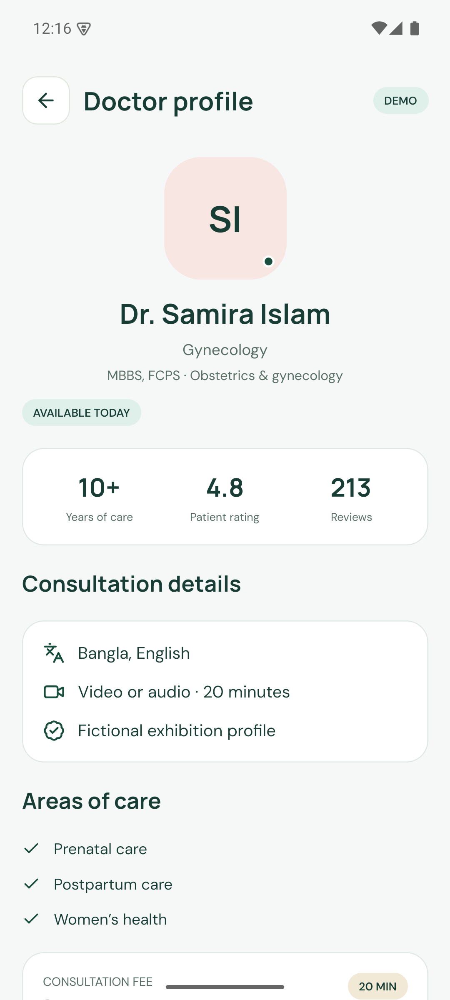 12:16
Doctor profile
DEMO
SI
Dr. Samira Islam
Gynecology
MBBS, FCPS · Obstetrics & gynecology
AVAILABLE TODAY
10+ 4.8 213
Years of care Patient rating Reviews
Consultation details
Bangla, English
Video or audio · 20 minutes
Fictional exhibition profile
Areas of care
Prenatal care
Postpartum care
Women’s health
CONSULTATION FEE
20 MIN